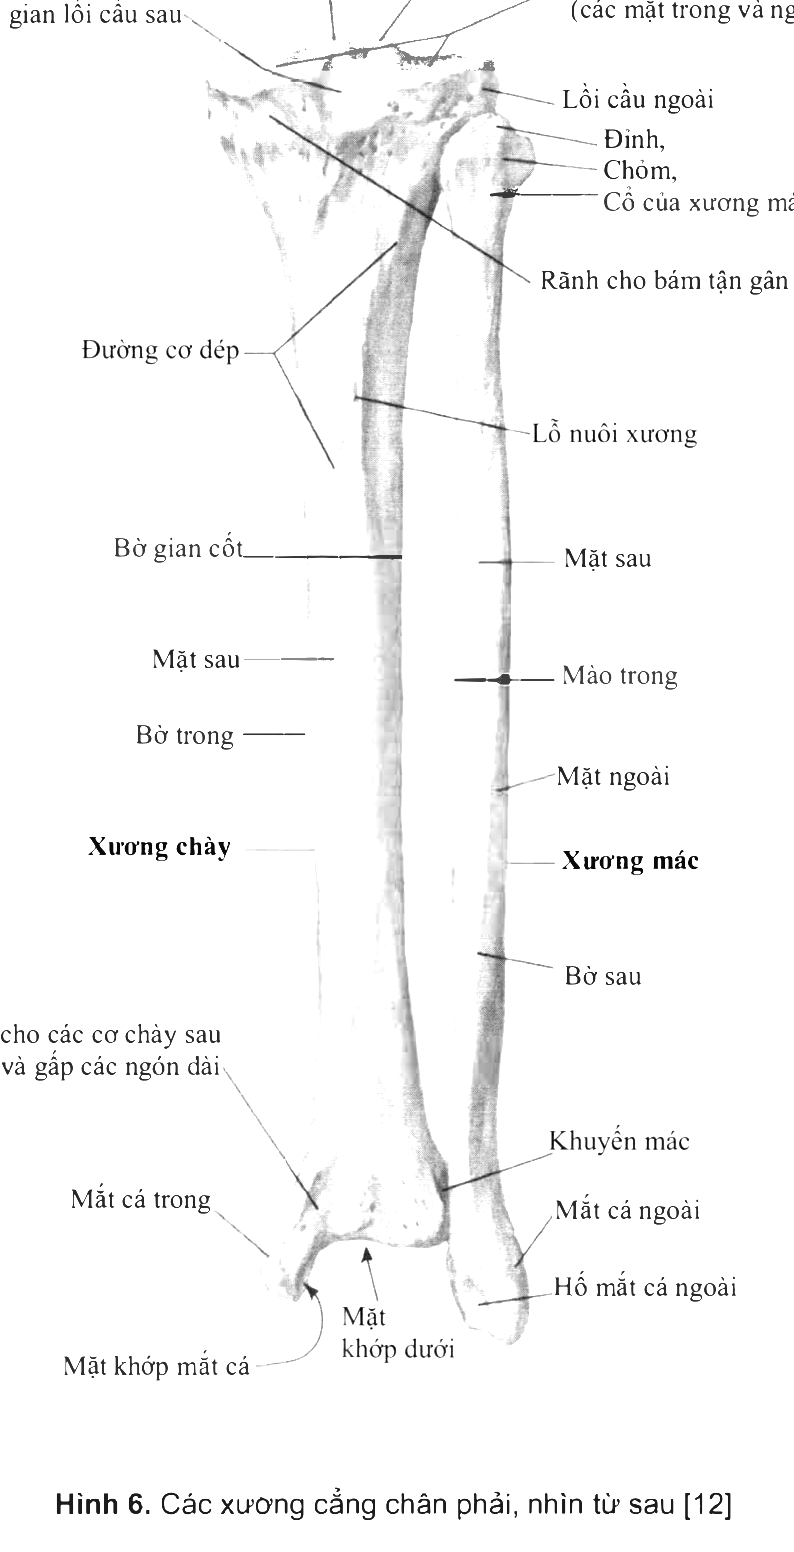 gian lồi cầu sau
(các mặt trong và ng
Lồi cầu ngoài
Đỉnh,
Chỏm,
Cổ của xương má
Rãnh cho bám tận gân
Đường cơ dép
Lỗ nuôi xương
Bờ gian cốt
Mặt sau
Mặt sau
Mào trong
Bờ trong
Mặt ngoài
Xương chày
Xương mác
Bờ sau
cho các cơ chày sau
và gấp các ngón dài
Khuyến mác
Mắt cá trong
Mắt cá ngoài
Hố mắt cá ngoài
Mặt
khớp dưới
Mặt khớp mắt cá
Hình 6. Các xương cẳng chân phải, nhìn từ sau [12]